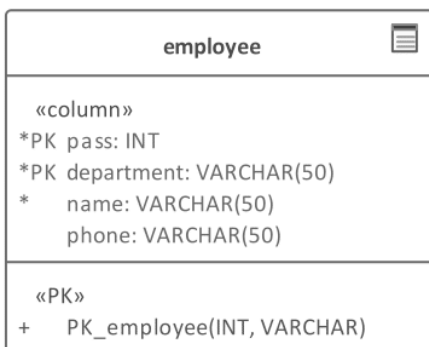 employee
«column»
*PK pass: INT
*PK department: VARCHAR(50)
* name: VARCHAR(50)
phone: VARCHAR(50)
«PK»
+ PK_employee(INT, VARCHAR)